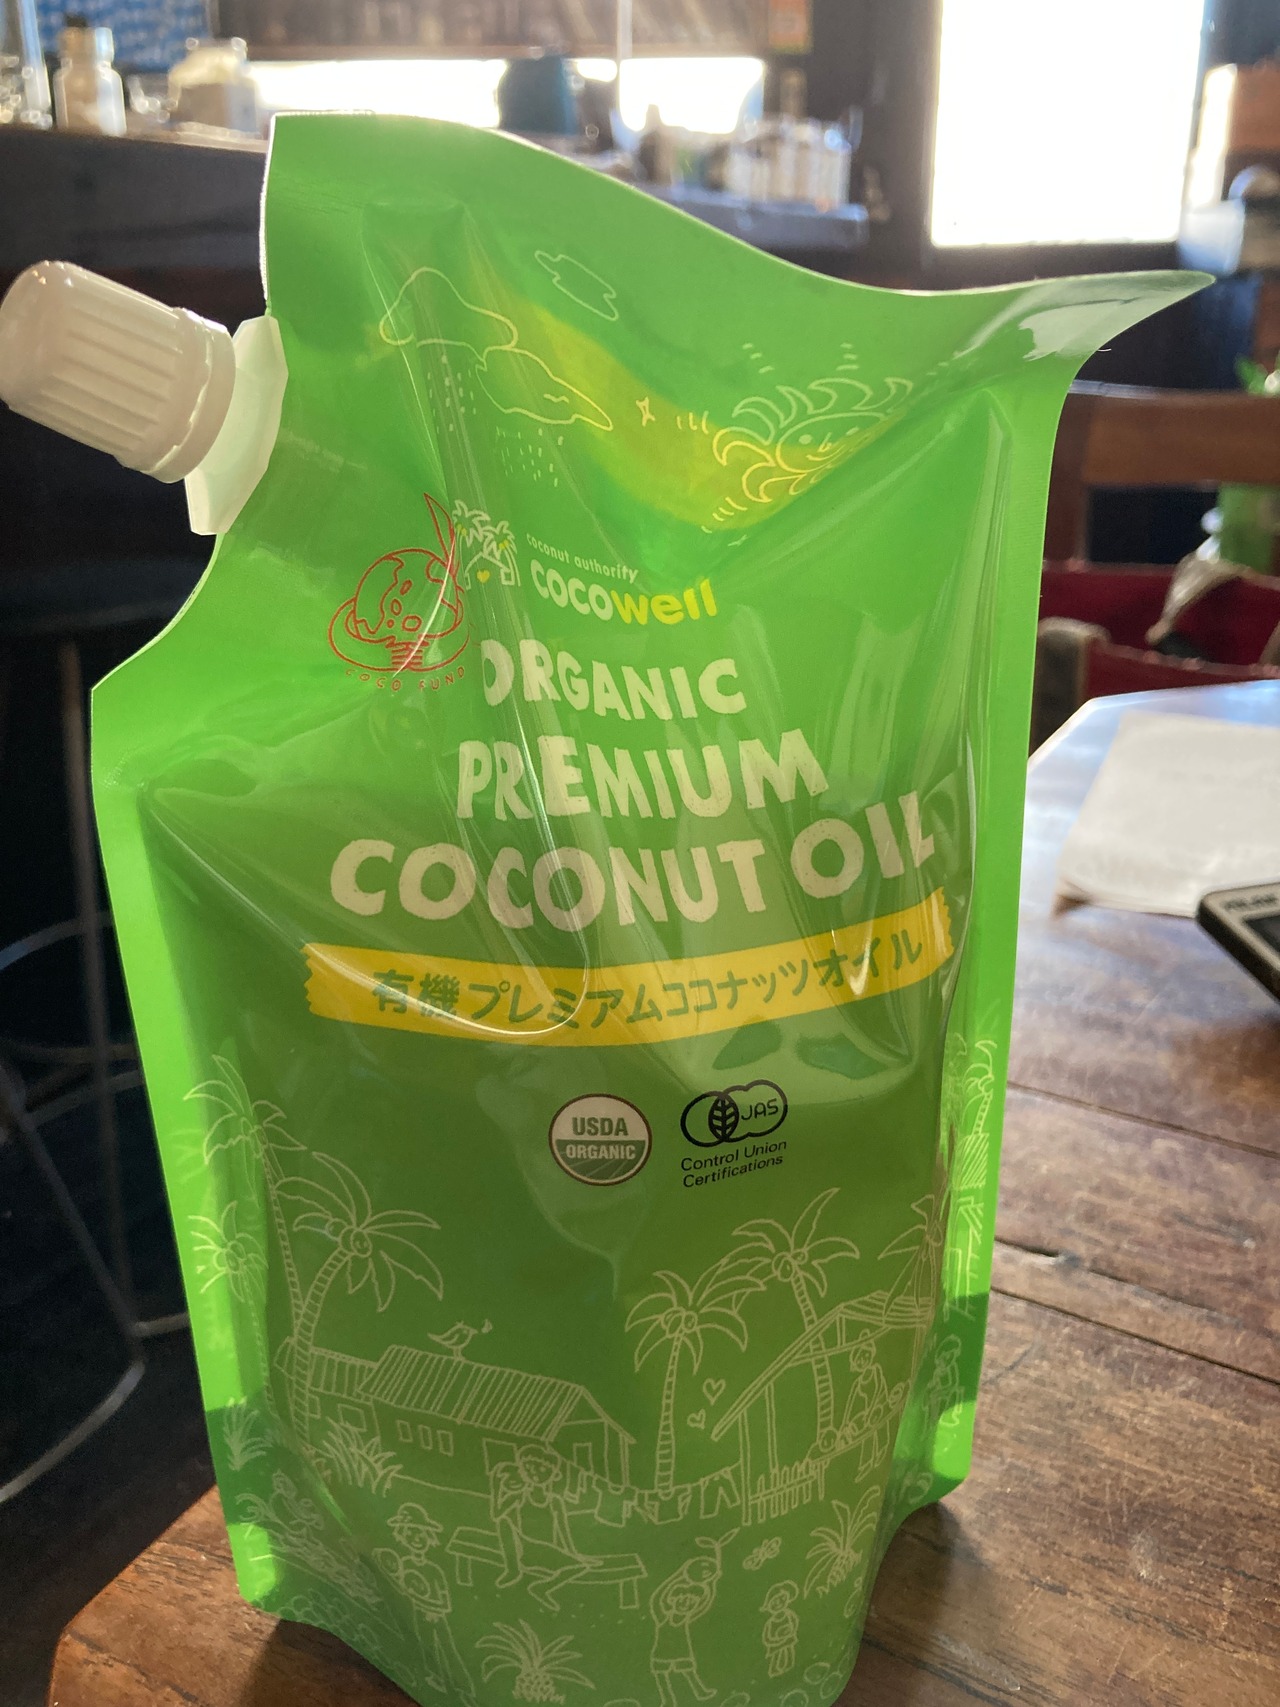 coconut authority
cocowell
COCO FUND
ORGANIC
PREMIUM
COCONUT OIL
有機プレミアムココナッツオイル
USDA
ORGANIC
JAS
Control Union
Certifications